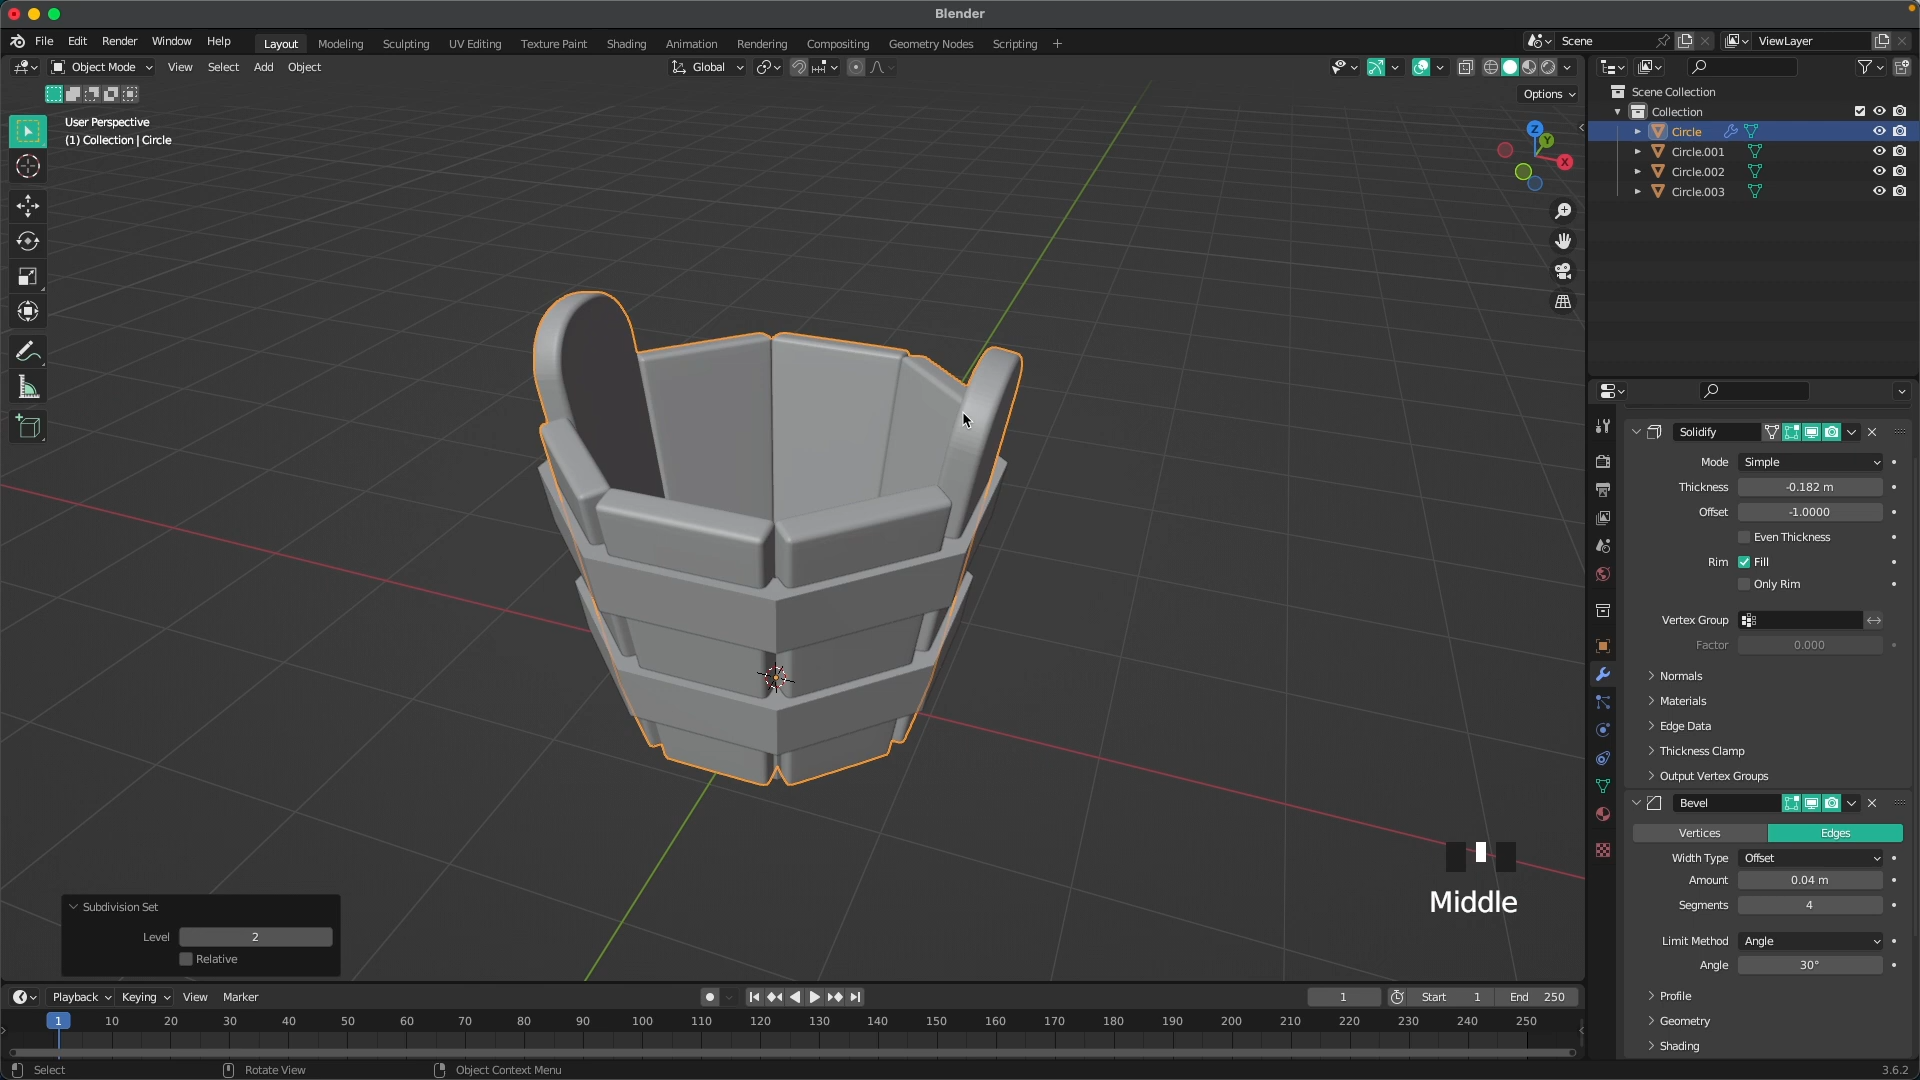 Blender
File Edit Render Window Help
Layout Modeling Sculpting UV Editing Texture Paint Shading Animation Rendering Compositing Geometry Nodes Scripting +
Scene
ViewLayer
Object Mode View Select Add Object
Global
Options
User Perspective
(1) Collection | Circle
Z
Y
X
Scene Collection
Collection
Circle
Circle.001
Circle.002
Circle.003
Solidify
Mode Simple
Thickness -0.182 m
Offset -1.0000
Even Thickness
Rim Fill
Only Rim
Vertex Group
Factor 0.000
Normals
Materials
Edge Data
Thickness Clamp
Output Vertex Groups
Bevel
Vertices Edges
Width Type Offset
Amount 0.04 m
Segments 4
Limit Method Angle
Angle 30°
Profile
Geometry
Shading
Middle
Subdivision Set
Level 2
Relative
Playback Keying View Marker
1 Start 1 End 250
1 10 20 30 40 50 60 70 80 90 100 110 120 130 140 150 160 170 180 190 200 210 220 230 240 250
Select Rotate View Object Context Menu 3.6.2